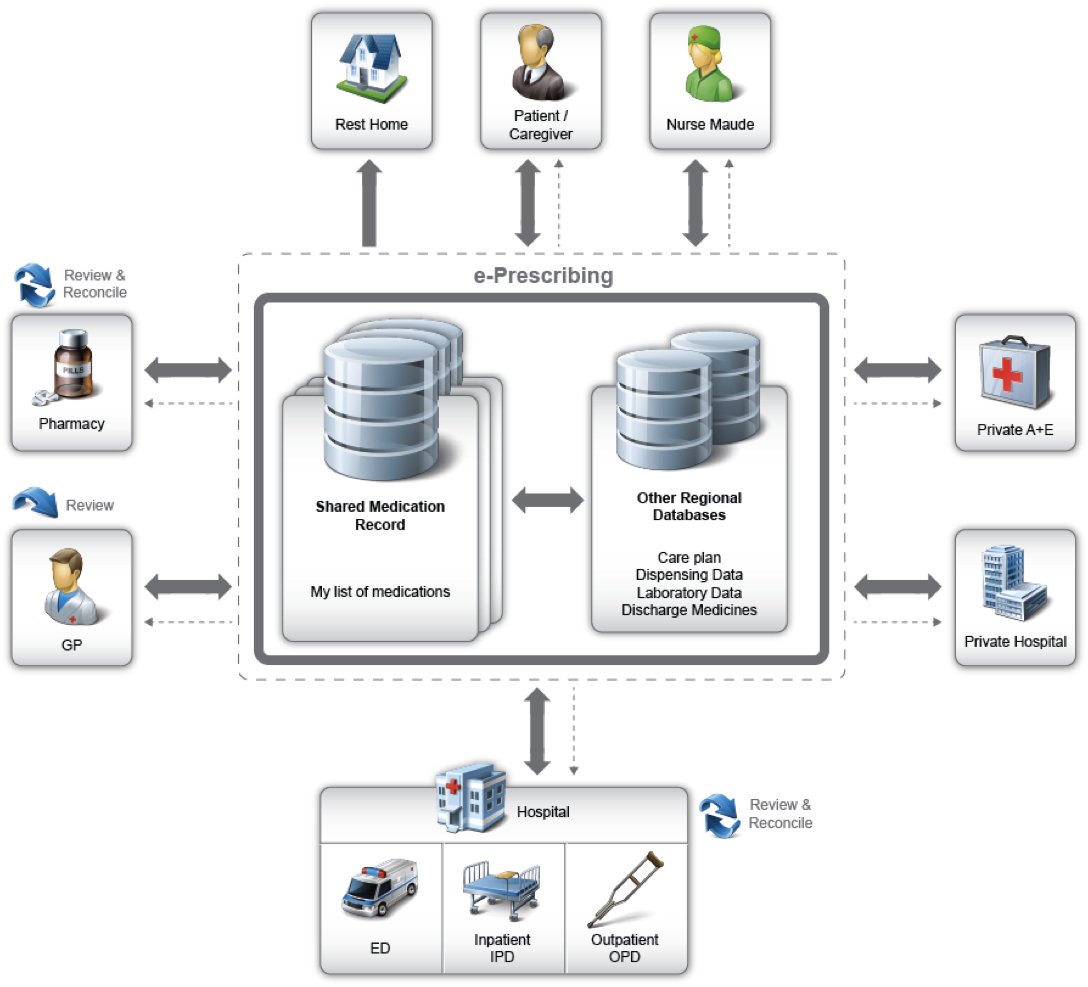 Rest Home
Patient /
Caregiver
Nurse Maude
e-Prescribing
Review &
Reconcile
PILLS
Pharmacy
Review
GP
Shared Medication
Record
My list of medications
Other Regional
Databases
Care plan
Dispensing Data
Laboratory Data
Discharge Medicines
Private A+E
Private Hospital
Hospital
Review &
Reconcile
ED
Inpatient
IPD
Outpatient
OPD